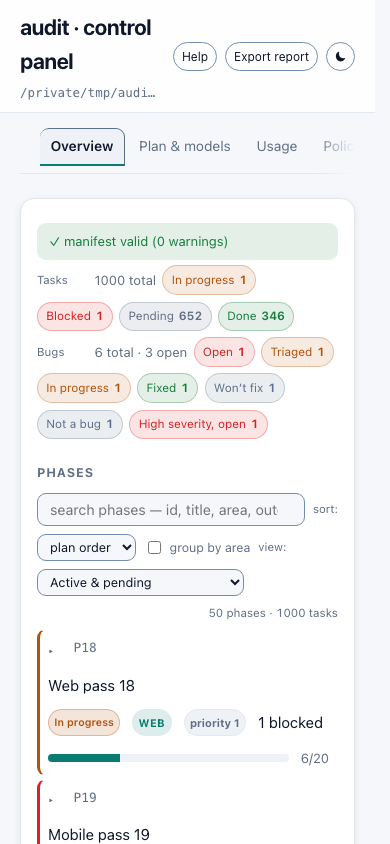 audit · control
panel
Help
Export report
/private/tmp/audi…
Overview
Plan & models
Usage
Polic
✓ manifest valid (0 warnings)
Tasks 1000 total In progress 1
Blocked 1 Pending 652 Done 346
Bugs 6 total · 3 open Open 1 Triaged 1
In progress 1 Fixed 1 Won't fix 1
Not a bug 1 High severity, open 1
PHASES
search phases — id, title, area, out
sort:
plan order group by area view:
Active & pending
50 phases · 1000 tasks
P18
Web pass 18
In progress WEB priority 1 1 blocked
6/20
P19
Mobile pass 19